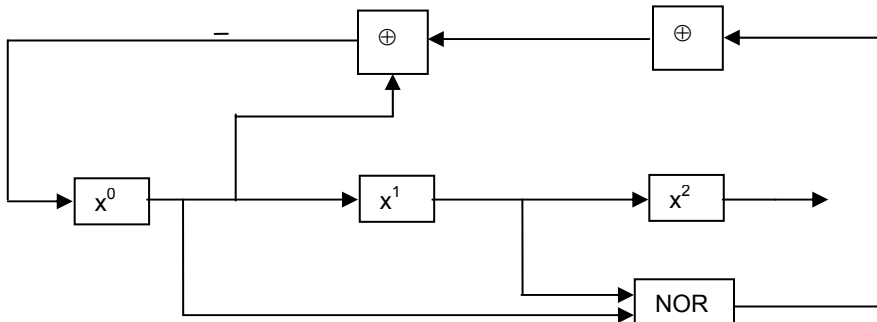 ⊕ ⊕
x⁰ x¹ x²
NOR